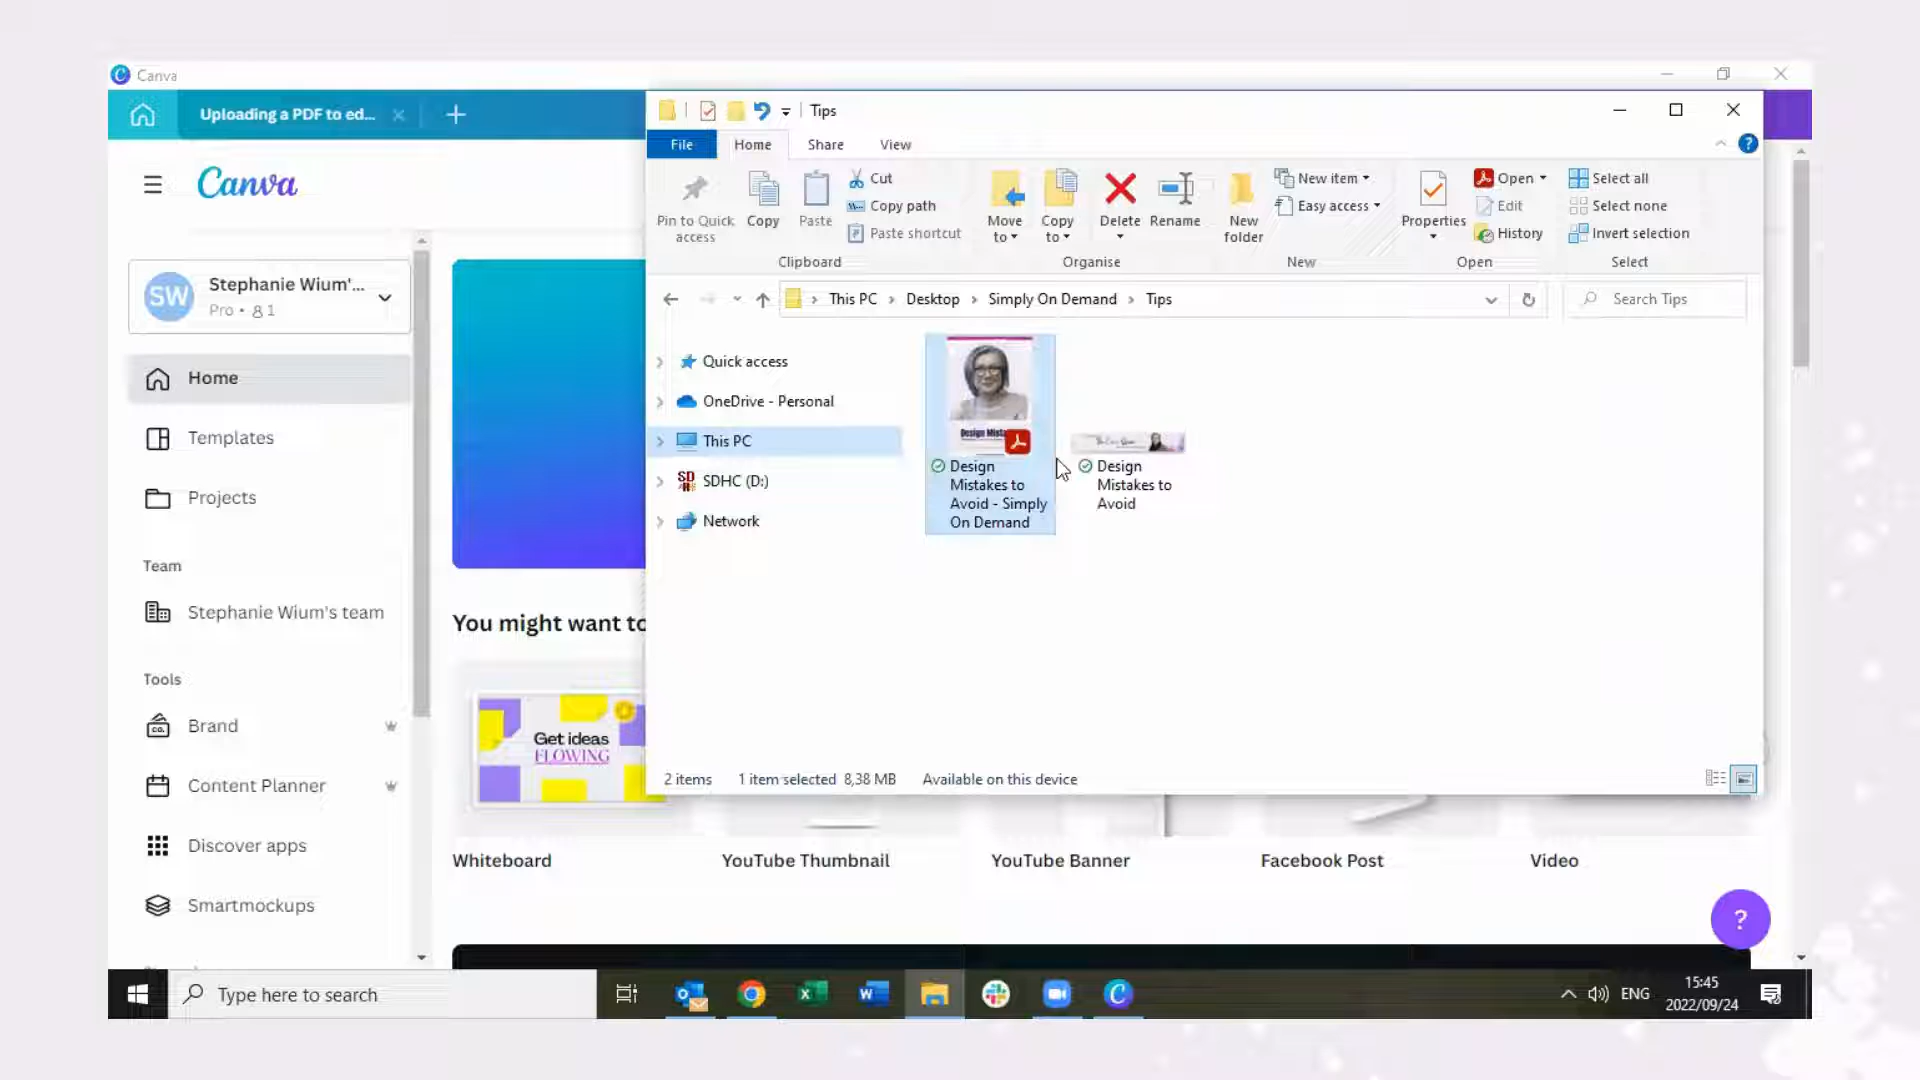 Canva
Uploading a PDF to ed...
Tips
File
Home
Share
View
Pin to Quick access
Copy
Paste
Cut
Copy path
Paste shortcut
Clipboard
Move to
Copy to
Delete
Rename
Organise
New folder
New item
Easy access
New
Properties
Open
Edit
History
Open
Select all
Select none
Invert selection
Select
This PC
Desktop
Simply On Demand
Tips
Search Tips
Quick access
OneDrive - Personal
This PC
SDHC (D:)
Network
Design
Mistakes to
Avoid - Simply
On Demand
Design
Mistakes to
Avoid
2 items
1 item selected 8,38 MB
Available on this device
Canva
SW
Stephanie Wium'...
Pro • 1
Home
Templates
Projects
Team
Stephanie Wium's team
Tools
Brand
Content Planner
Discover apps
Smartmockups
You might want to
Get ideas
FLOWING
Whiteboard
YouTube Thumbnail
YouTube Banner
Facebook Post
Video
?
Type here to search
ENG
15:45
2022/09/24